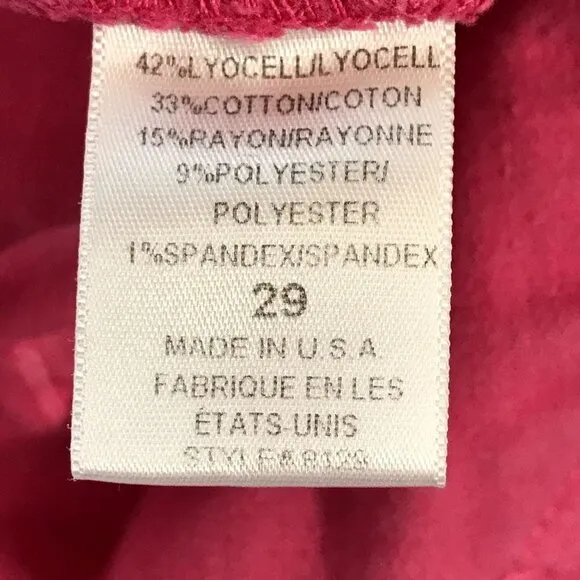 42%LYOCELL/LYOCELL
33%COTTON/COTON
15%RAYON/RAYONNE
9%POLYESTER/
POLYESTER
1%SPANDEX/SPANDEX
29
MADE IN U.S.A.
FABRIQUE EN LES
ÉTATS-UNIS
STYLE#